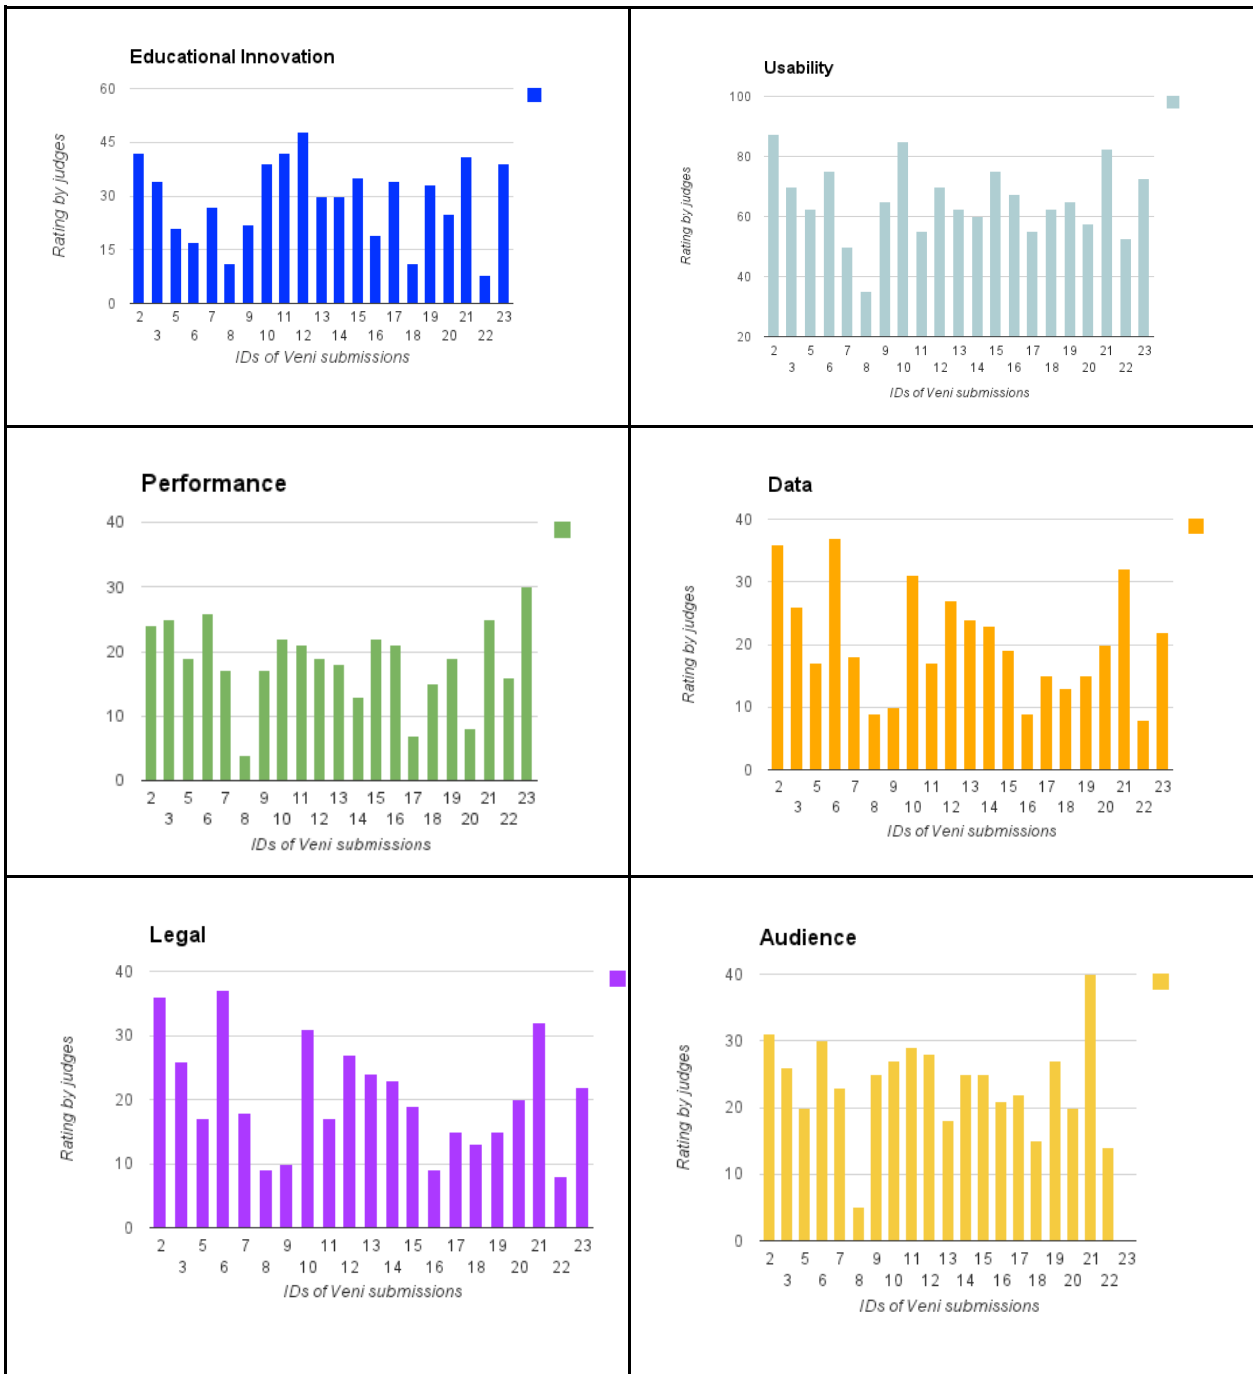 Educational Innovation
60
45
30
15
0
Rating by judges
2 5 7 9 11 13 15 17 19 21 23
3 6 8 10 12 14 16 18 20 22
IDs of Veni submissions
Usability
100
80
60
40
20
Rating by judges
2 5 7 9 11 13 15 17 19 21 23
3 6 8 10 12 14 16 18 20 22
IDs of Veni submissions
Performance
40
30
20
10
0
2 5 7 9 11 13 15 17 19 21 23
3 6 8 10 12 14 16 18 20 22
IDs of Veni submissions
Data
40
30
20
10
0
Rating by judges
2 5 7 9 11 13 15 17 19 21 23
3 6 8 10 12 14 16 18 20 22
IDs of Veni submissions
Legal
40
30
20
10
0
Rating by judges
2 5 7 9 11 13 15 17 19 21 23
3 6 8 10 12 14 16 18 20 22
IDs of Veni submissions
Audience
40
30
20
10
0
Rating by judges
2 5 7 9 11 13 15 17 19 21 23
3 6 8 10 12 14 16 18 20 22
IDs of Veni submissions